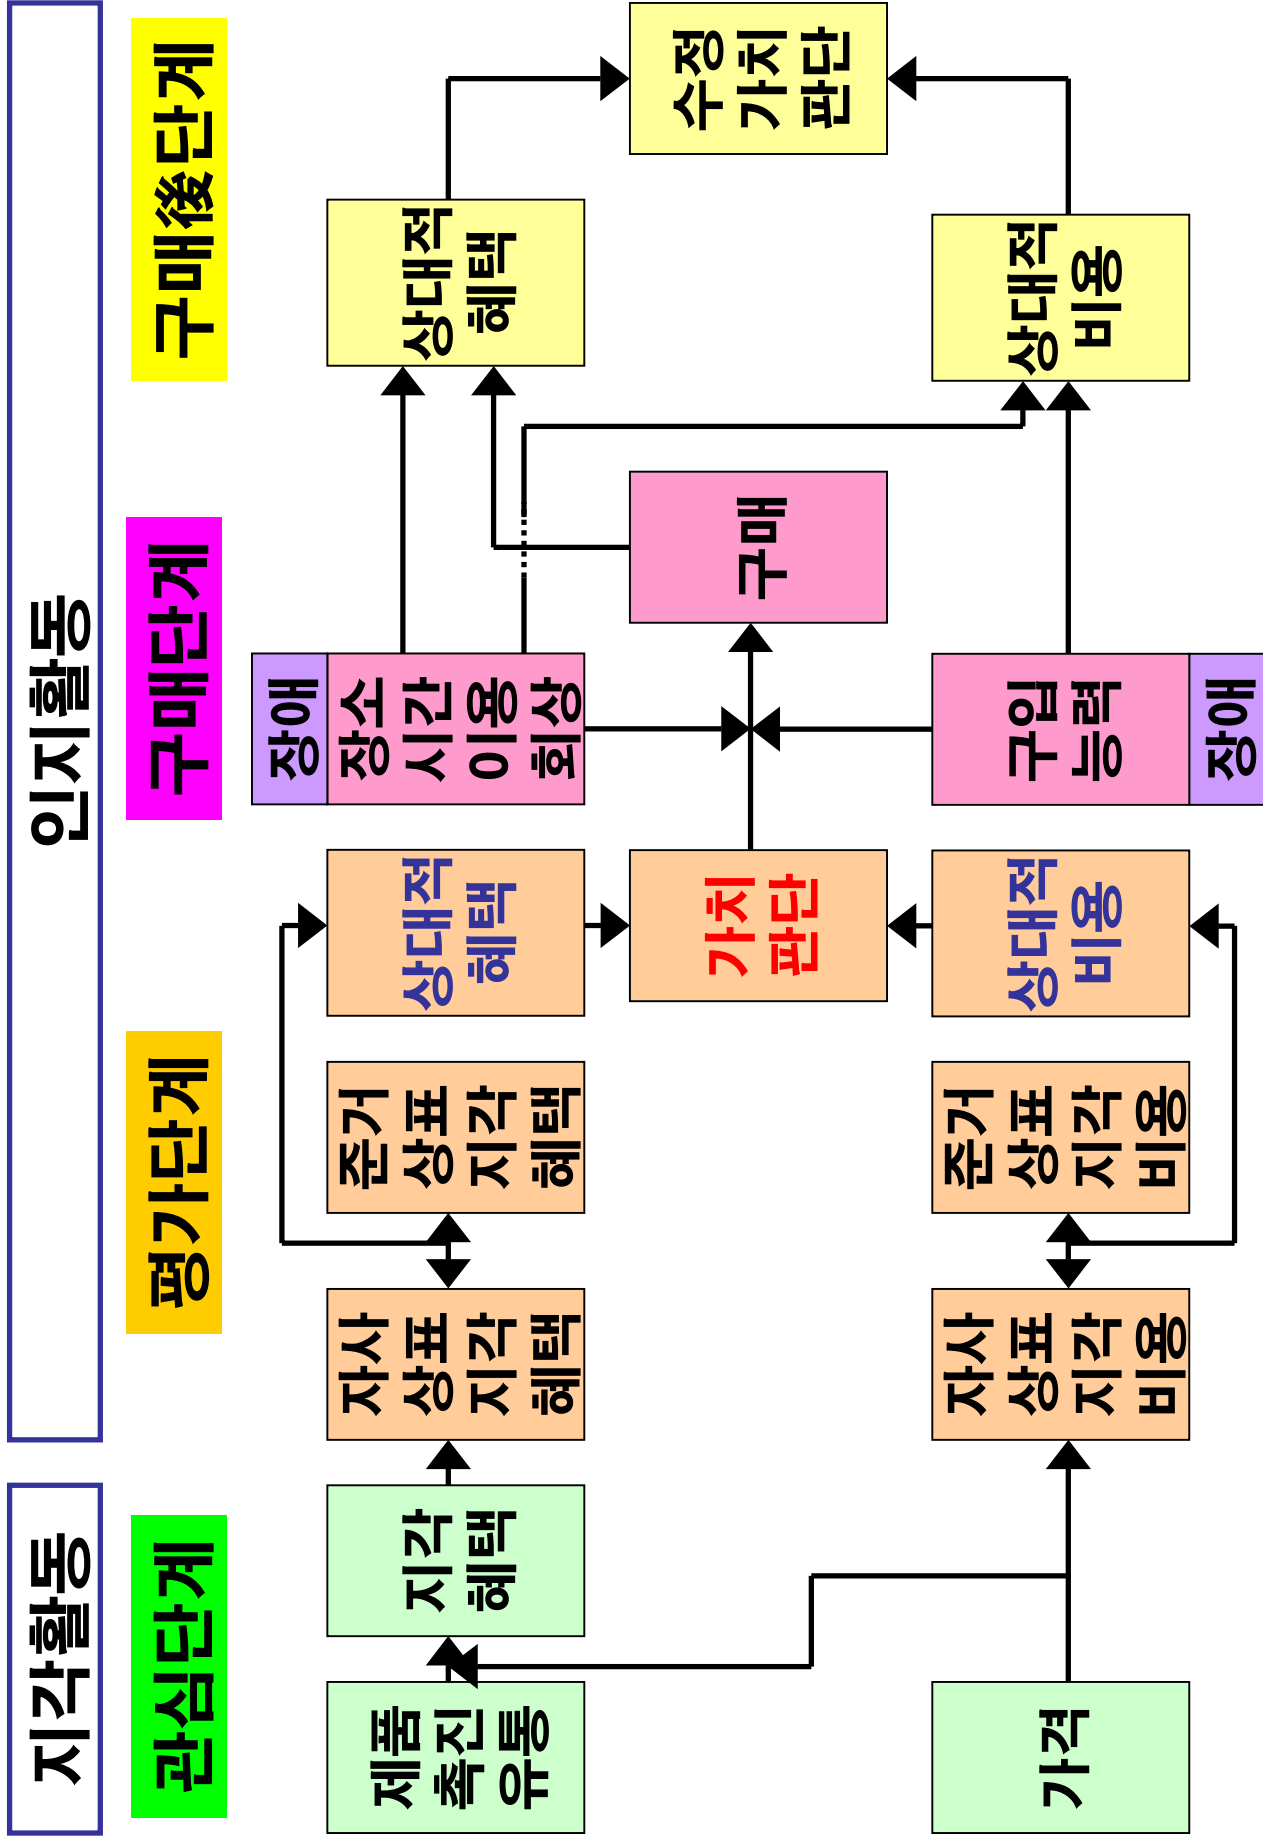 지각활동
인지활동
관심단계
평가단계
구매단계
구매後단계
제품
촉진
유통
지각
혜택
자사
상표
지각
혜택
준거
상표
지각
혜택
상대적
혜택
장애
장소
시간
이용
회상
상대적
혜택
가치
판단
구매
수정
가치
판단
가격
자사
상표
지각
비용
준거
상표
지각
비용
상대적
비용
구입
능력
장애
상대적
비용